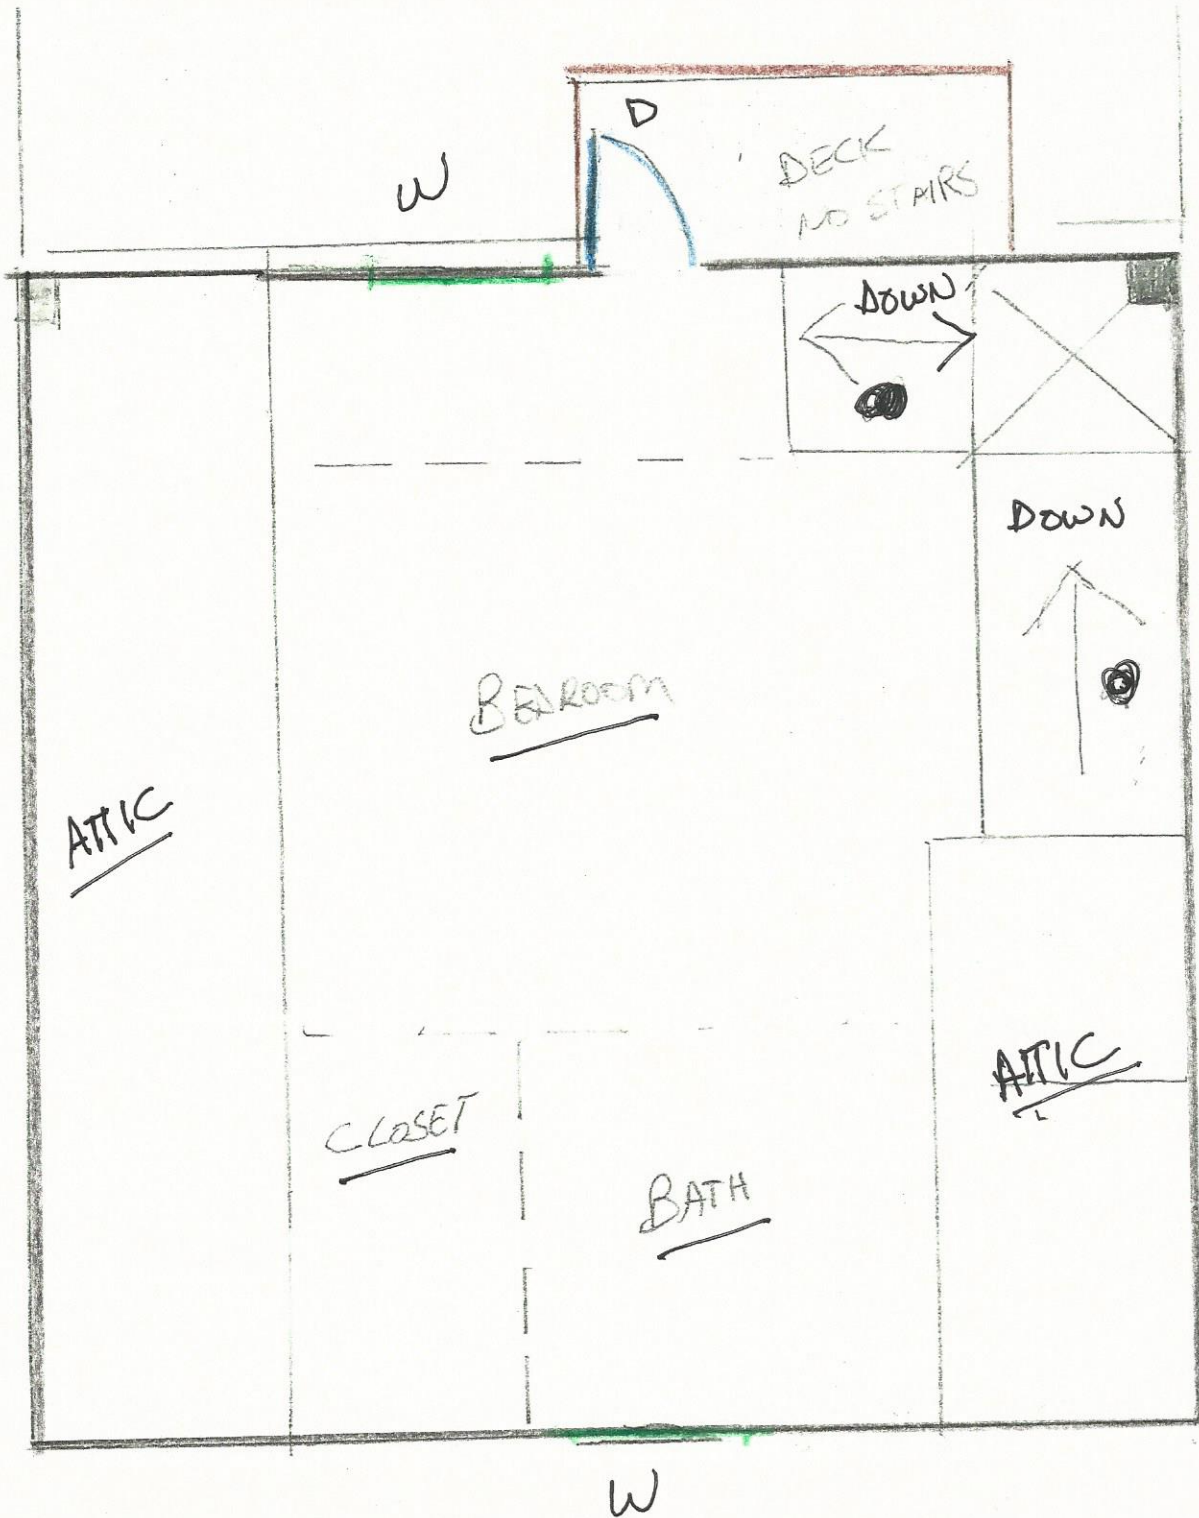 D
W
DECK
NO STAIRS
DOWN
DOWN
BEDROOM
ATTIC
ATTIC
CLOSET
BATH
W